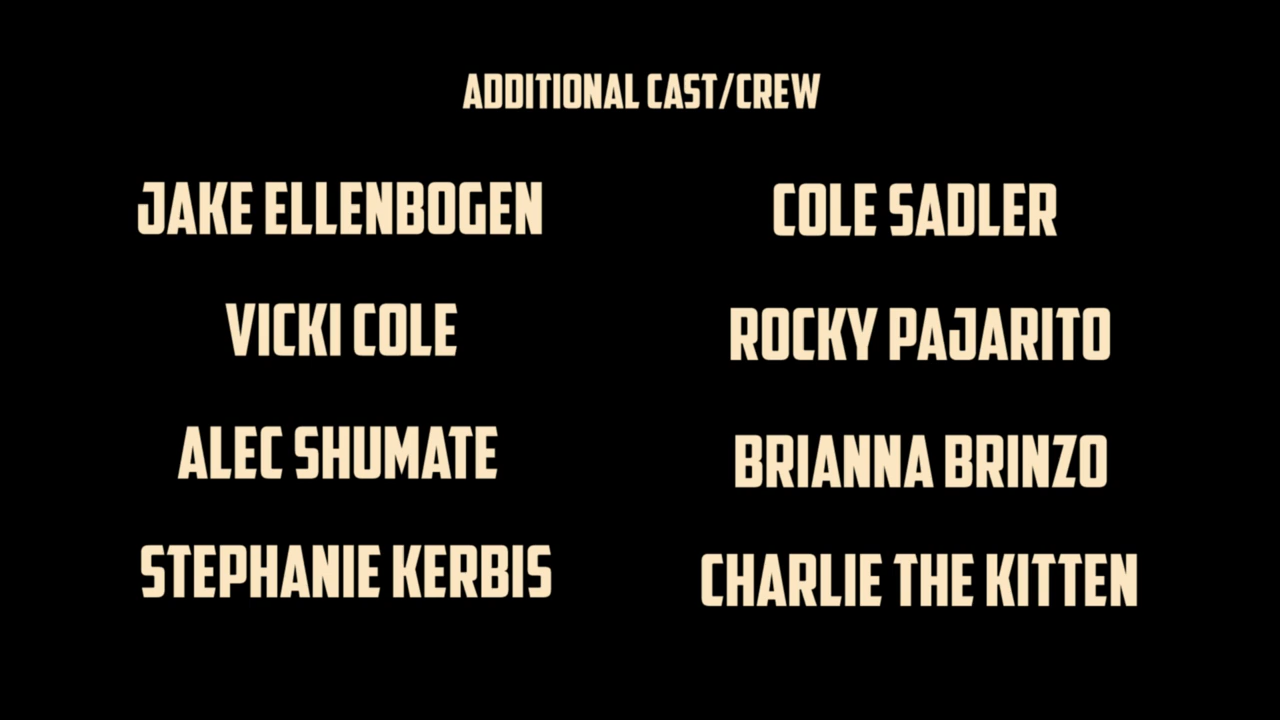 ADDITIONAL CAST/CREW
JAKE ELLENBOGEN
COLE SADLER
VICKI COLE
ROCKY PAJARITO
ALEC SHUMATE
BRIANNA BRINZO
STEPHANIE KERBIS
CHARLIE THE KITTEN